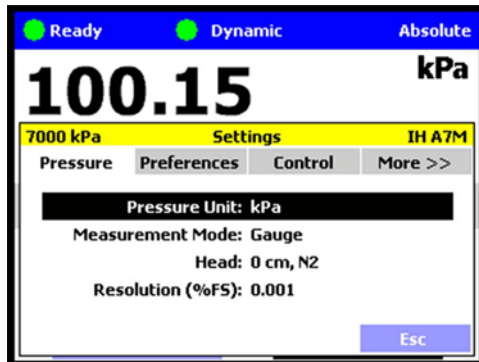 Ready Dynamic Absolute
100.15 kPa
7000 kPa Settings IH A7M
Pressure Preferences Control More >>
Pressure Unit: kPa
Measurement Mode: Gauge
Head: 0 cm, N2
Resolution (%FS): 0.001
Esc